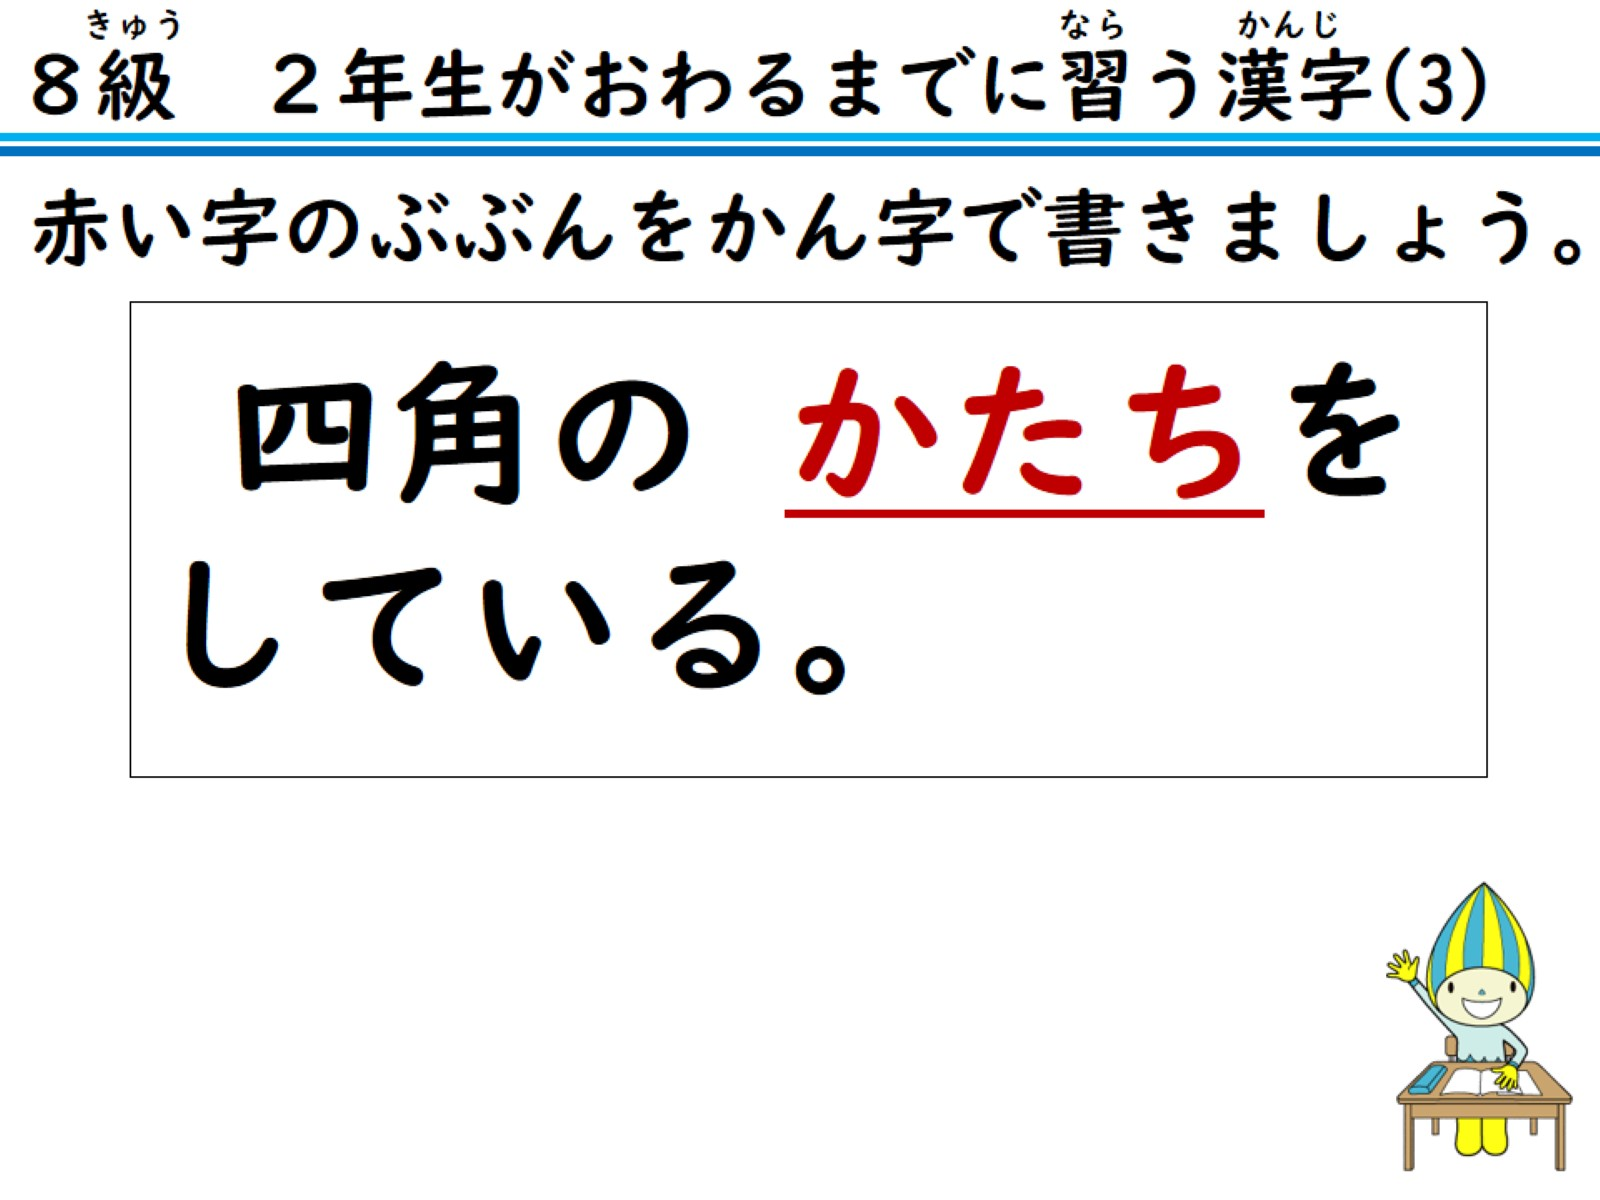 きゅう なら かんじ
８級　２年生がおわるまでに習う漢字(3)
赤い字のぶぶんをかん字で書きましょう。
四角の かたちを
している。